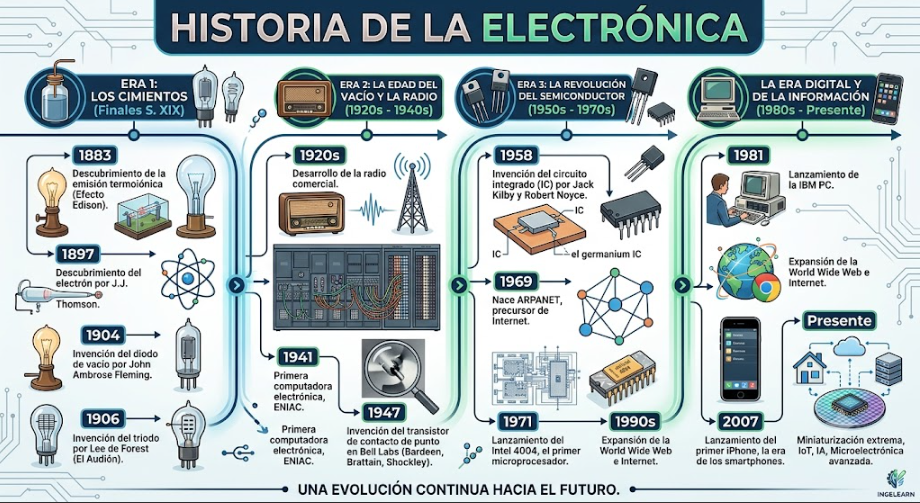 HISTORIA DE LA ELECTRÓNICA
ERA 1:
LOS CIMIENTOS
(Finales S. XIX)
1883
Descubrimiento de la
emisión termoiónica
(Efecto
Edison).
1897
Descubrimiento del
electrón por J.J.
Thomson.
1904
Invención del diodo
de vacío por John
Ambrose Fleming.
1906
Invención del triodo
por Lee de Forest
(El Audión).
ERA 2: LA EDAD DEL
VACÍO Y LA RADIO
(1920s - 1940s)
1920s
Desarrollo de la radio
comercial.
1941
Primera
computadora
electrónica,
ENIAC.
Primera
computadora
electrónica,
ENIAC.
1947
Invención del transistor
de contacto de punto
en Bell Labs (Bardeen,
Brattain, Shockley).
ERA 3: LA REVOLUCIÓN
DEL SEMICONDUCTOR
(1950s - 1970s)
1958
Invención del circuito
integrado (IC) por Jack
Kilby y Robert Noyce.
IC
IC
el germanium IC
1969
Nace ARPANET,
precursor de
Internet.
1971
Lanzamiento del
Intel 4004, el primer
microprocesador.
1990s
Expansión de la
World Wide Web e
Internet.
LA ERA DIGITAL Y
DE LA INFORMACIÓN
(1980s - Presente)
1981
Lanzamiento de
la IBM PC.
Expansión de la
World Wide Web e
Internet.
2007
Lanzamiento del
primer iPhone, la era
de los smartphones.
Presente
Miniaturización extrema,
IoT, IA, Microelectrónica
avanzada.
UNA EVOLUCIÓN CONTINUA HACIA EL FUTURO.
INGELEARN